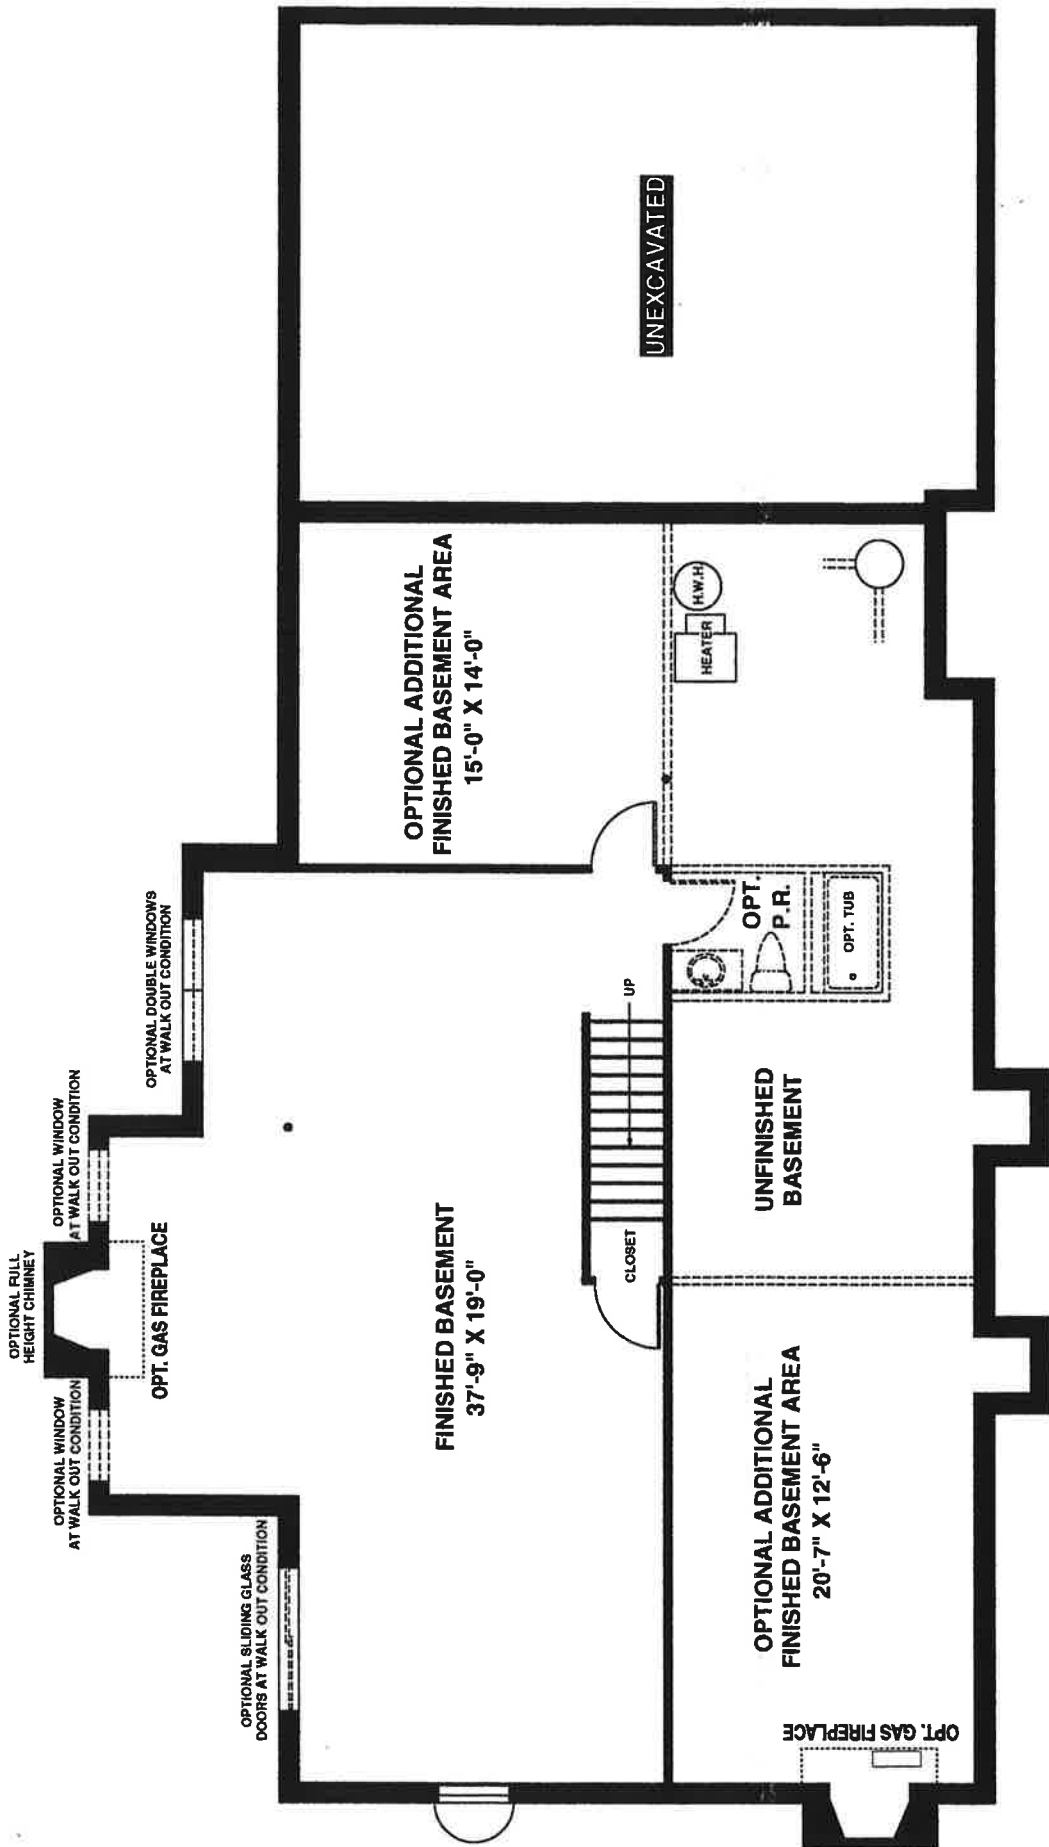 OPTIONAL FULL
HEIGHT CHIMNEY
OPTIONAL WINDOW
AT WALK OUT CONDITION
OPTIONAL WINDOW
AT WALK OUT CONDITION
OPT. GAS FIREPLACE
OPTIONAL DOUBLE WINDOWS
AT WALK OUT CONDITION
OPTIONAL SLIDING GLASS
DOORS AT WALK OUT CONDITION
FINISHED BASEMENT
37'-9" X 19'-0"
OPTIONAL ADDITIONAL
FINISHED BASEMENT AREA
15'-0" X 14'-0"
UNEXCAVATED
CLOSET
UP
H.W.H.
HEATER
OPT.
P.R.
OPT. TUB
UNFINISHED
BASEMENT
OPTIONAL ADDITIONAL
FINISHED BASEMENT AREA
20'-7" X 12'-6"
OPT. GAS FIREPLACE